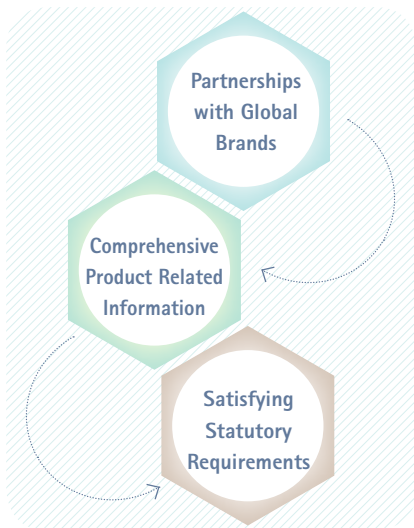 Partnerships
with Global
Brands
Comprehensive
Product Related
Information
Satisfying
Statutory
Requirements